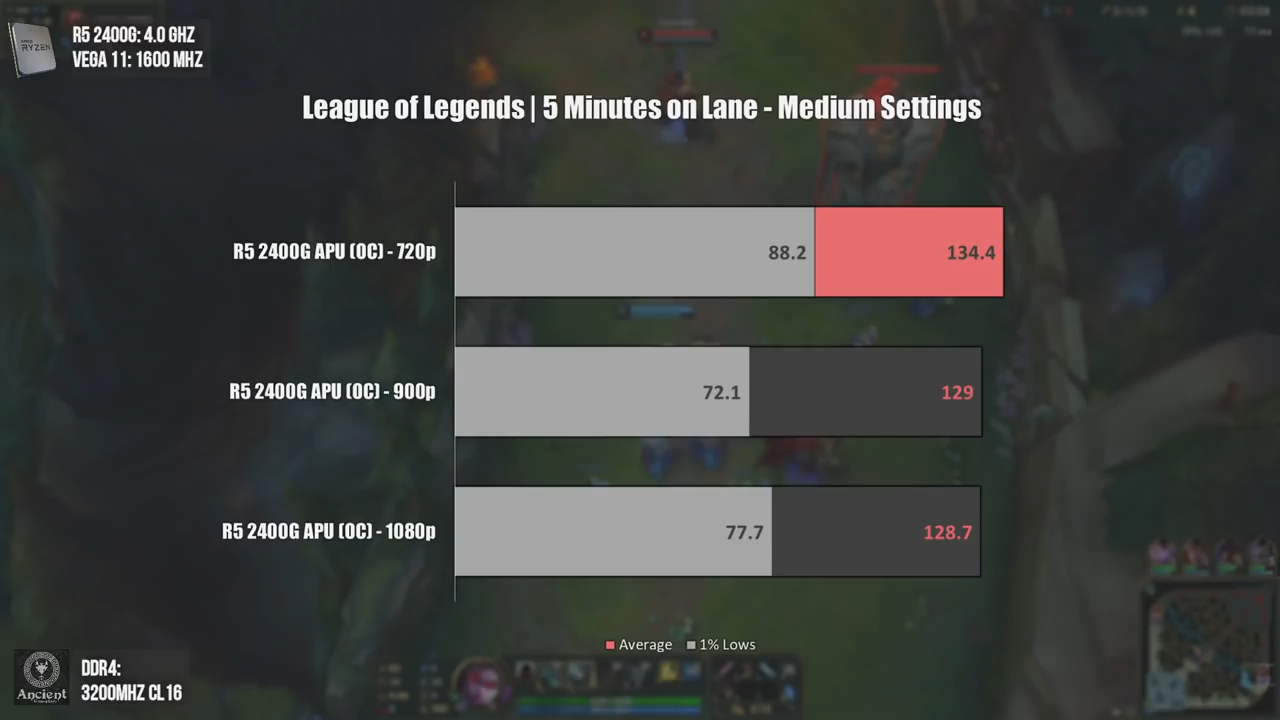 R5 2400G: 4.0 GHZ
VEGA 11: 1600 MHZ
RYZEN
League of Legends | 5 Minutes on Lane - Medium Settings
R5 2400G APU (OC) - 720p
88.2
134.4
R5 2400G APU (OC) - 900p
72.1
129
R5 2400G APU (OC) - 1080p
77.7
128.7
Average
1% Lows
Ancient
DDR4:
3200MHZ CL16